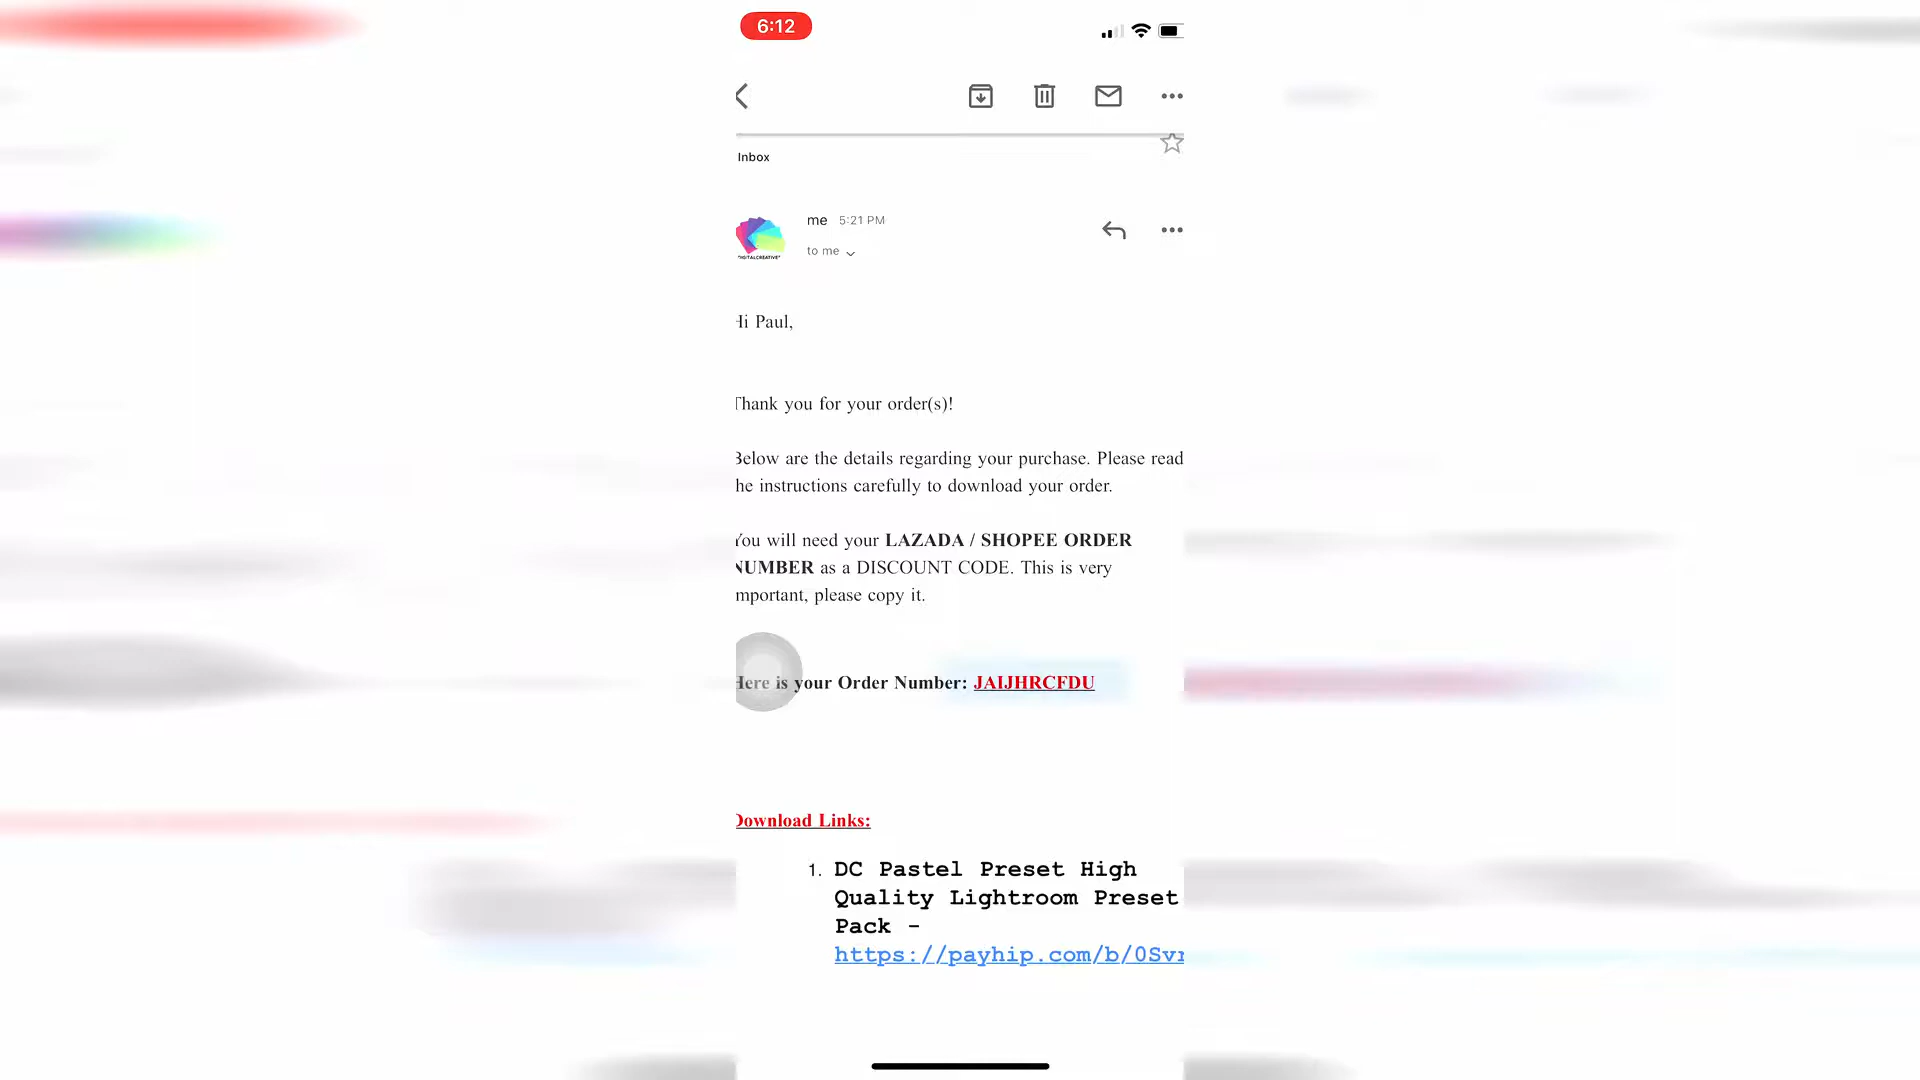 6:12
Inbox
me 5:21 PM
to me
Hi Paul,
Thank you for your order(s)!
Below are the details regarding your purchase. Please read
the instructions carefully to download your order.
You will need your LAZADA / SHOPEE ORDER
NUMBER as a DISCOUNT CODE. This is very
important, please copy it.
Here is your Order Number: JAIJHRCFDU
Download Links:
1. DC Pastel Preset High
Quality Lightroom Preset
Pack -
https://payhip.com/b/0Svr